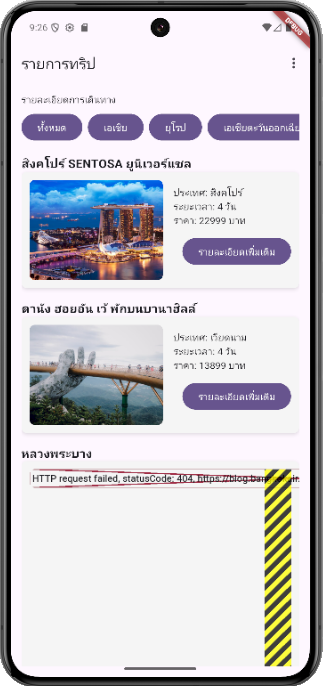 9:26
DEBUG
รายการทริป
รายละเอียดการเดินทาง
ทั้งหมด
เอเชีย
ยุโรป
เอเชียตะวันออกเฉีย
สิงคโปร์ SENTOSA ยูนิเวอร์แซล
ประเทศ: สิงคโปร์
ระยะเวลา: 4 วัน
ราคา: 22999 บาท
รายละเอียดเพิ่มเติม
ดานัง ฮอยอัน เว้ พักบนบานาฮิลล์
ประเทศ: เวียดนาม
ระยะเวลา: 4 วัน
ราคา: 13899 บาท
รายละเอียดเพิ่มเติม
หลวงพระบาง
HTTP request failed, statusCode: 404, https://blog.